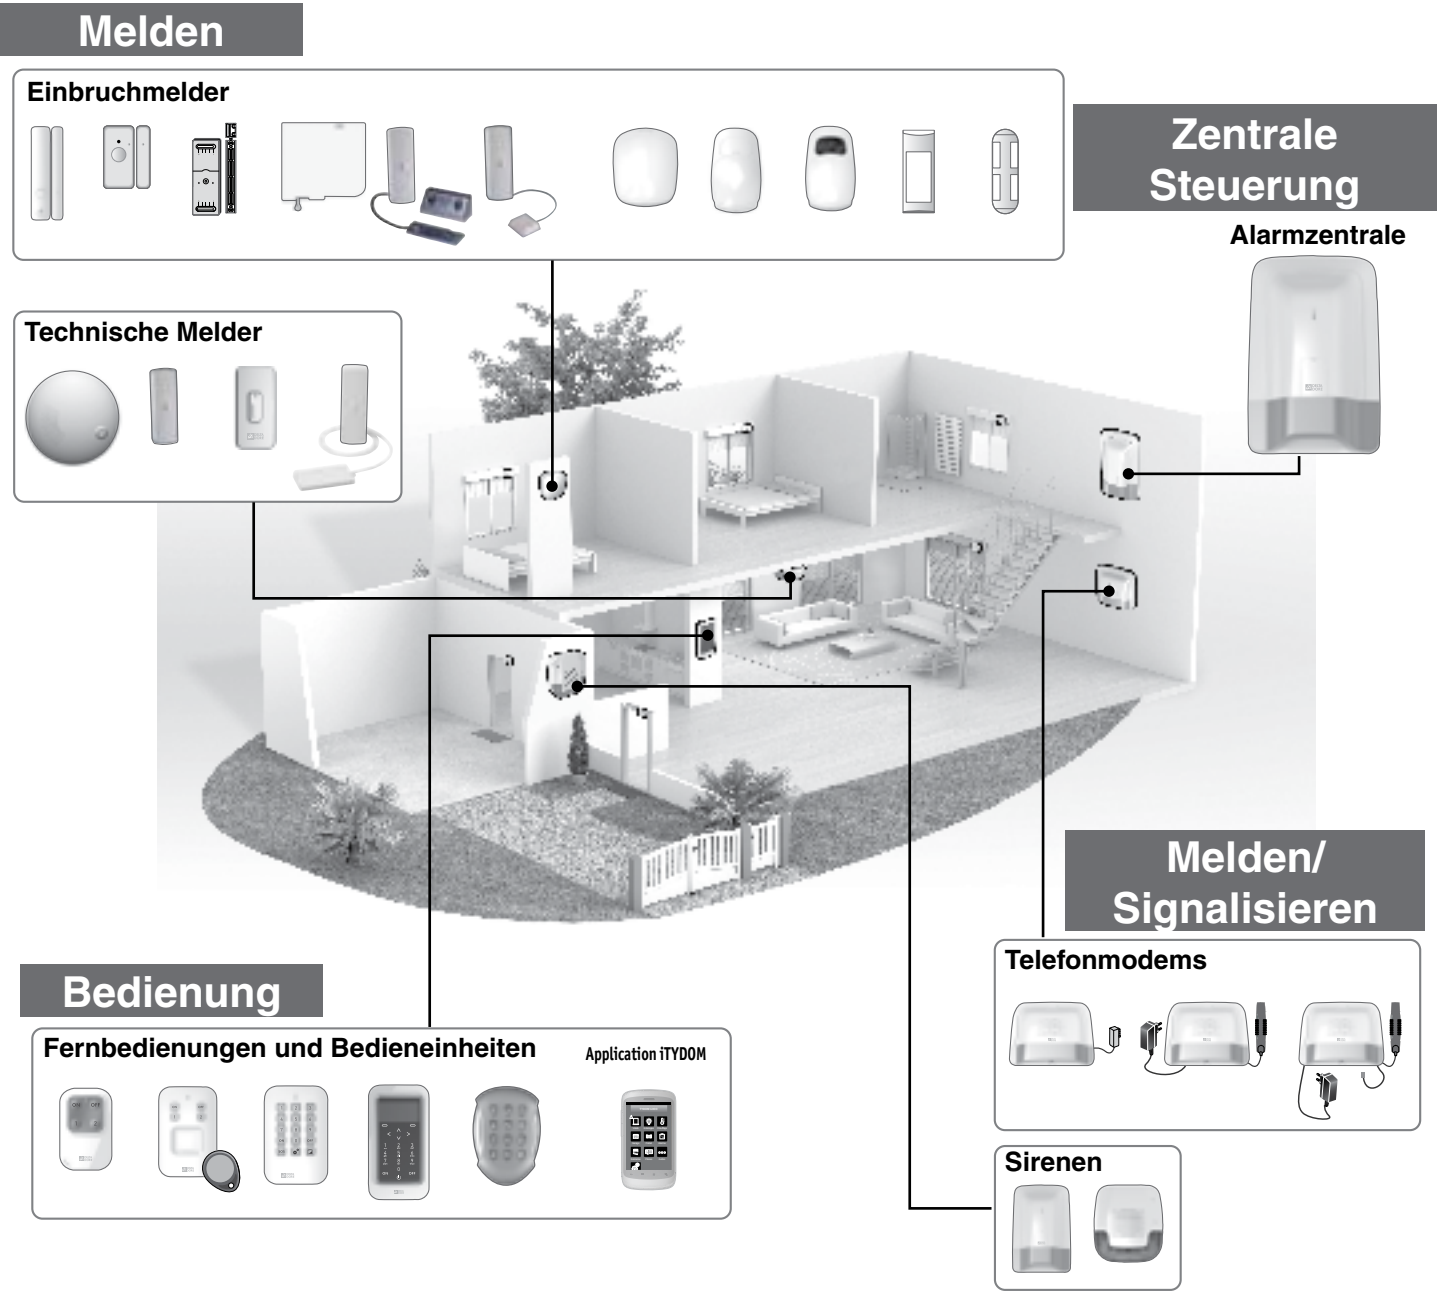 Melden
Einbruchmelder
Zentrale
Steuerung
Alarmzentrale
Technische Melder
Melden/
Signalisieren
Telefonmodems
Bedienung
Fernbedienungen und Bedieneinheiten
Application iTYDOM
Sirenen